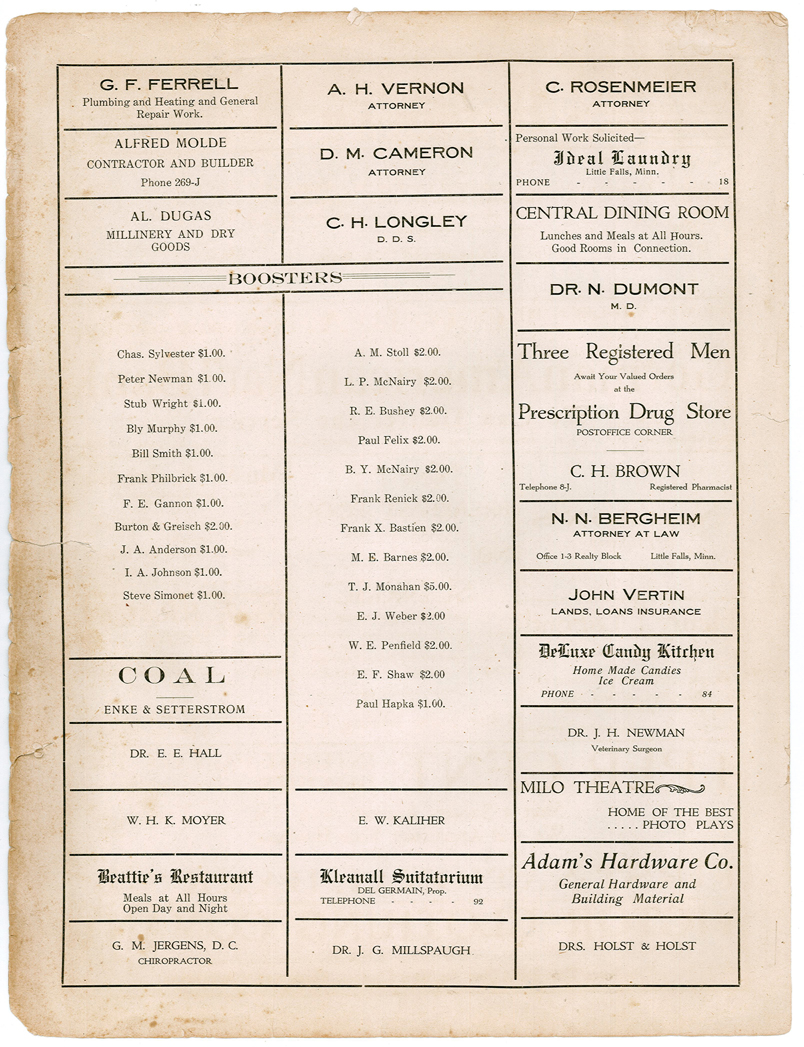 G. F. FERRELL
Plumbing and Heating and General
Repair Work.
ALFRED MOLDE
CONTRACTOR AND BUILDER
Phone 269-J
AL. DUGAS
MILLINERY AND DRY
GOODS
A. H. VERNON
ATTORNEY
D. M. CAMERON
ATTORNEY
C. H. LONGLEY
D. D. S.
BOOSTERS
Chas. Sylvester $1.00.
Peter Newman $1.00.
Stub Wright $1.00.
Bly Murphy $1.00.
Bill Smith $1.00.
Frank Philbrick $1.00.
F. E. Gannon $1.00.
Burton & Greisch $2.00.
J. A. Anderson $1.00.
I. A. Johnson $1.00.
Steve Simonet $1.00.
COAL
ENKE & SETTERSTROM
DR. E. E. HALL
W. H. K. MOYER
Beattie's Restaurant
Meals at All Hours
Open Day and Night
G. M. JERGENS, D. C.
CHIROPRACTOR
A. M. Stoll $2.00.
L. P. McNairy $2.00.
R. E. Bushey $2.00.
Paul Felix $2.00.
B. Y. McNairy $2.00.
Frank Renick $2.00.
Frank X. Bastien $2.00.
M. E. Barnes $2.00.
T. J. Monahan $5.00.
E. J. Weber $2.00
W. E. Penfield $2.00.
E. F. Shaw $2.00
Paul Hapka $1.00.
E. W. KALIHER
Kleanall Suitatorium
DEL GERMAIN, Prop.
TELEPHONE - - - - 92
DR. J. G. MILLSPAUGH
C. ROSENMEIER
ATTORNEY
Personal Work Solicited—
Ideal Laundry
Little Falls, Minn.
PHONE - - - - - 18
CENTRAL DINING ROOM
Lunches and Meals at All Hours.
Good Rooms in Connection.
DR. N. DUMONT
M. D.
Three Registered Men
Await Your Valued Orders
at the
Prescription Drug Store
POSTOFFICE CORNER
C. H. BROWN
Telephone 8-J. Registered Pharmacist
N. N. BERGHEIM
ATTORNEY AT LAW
Office 1-3 Realty Block Little Falls, Minn.
JOHN VERTIN
LANDS, LOANS INSURANCE
DeLuxe Candy Kitchen
Home Made Candies
Ice Cream
PHONE - - - - - 84
DR. J. H. NEWMAN
Veterinary Surgeon
MILO THEATRE
HOME OF THE BEST
..... PHOTO PLAYS
Adam's Hardware Co.
General Hardware and
Building Material
DRS. HOLST & HOLST